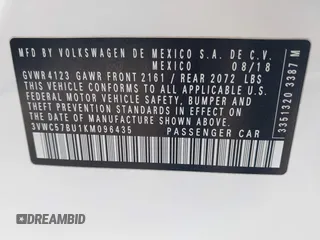 MFD BY VOLKSWAGEN DE MEXICO S.A. DE C.V.
MEXICO 08/18
GVWR 4123 GAWR FRONT 2161 / REAR 2072 LBS
THIS VEHICLE CONFORMS TO ALL APPLICABLE U.S.
FEDERAL MOTOR VEHICLE SAFETY, BUMPER AND
THEFT PREVENTION STANDARDS IN EFFECT ON THE
DATE OF MANUFACTURE SHOWN ABOVE
3VWC57BU1KM096435 PASSENGER CAR
3351320 3387 M
DREAMBID